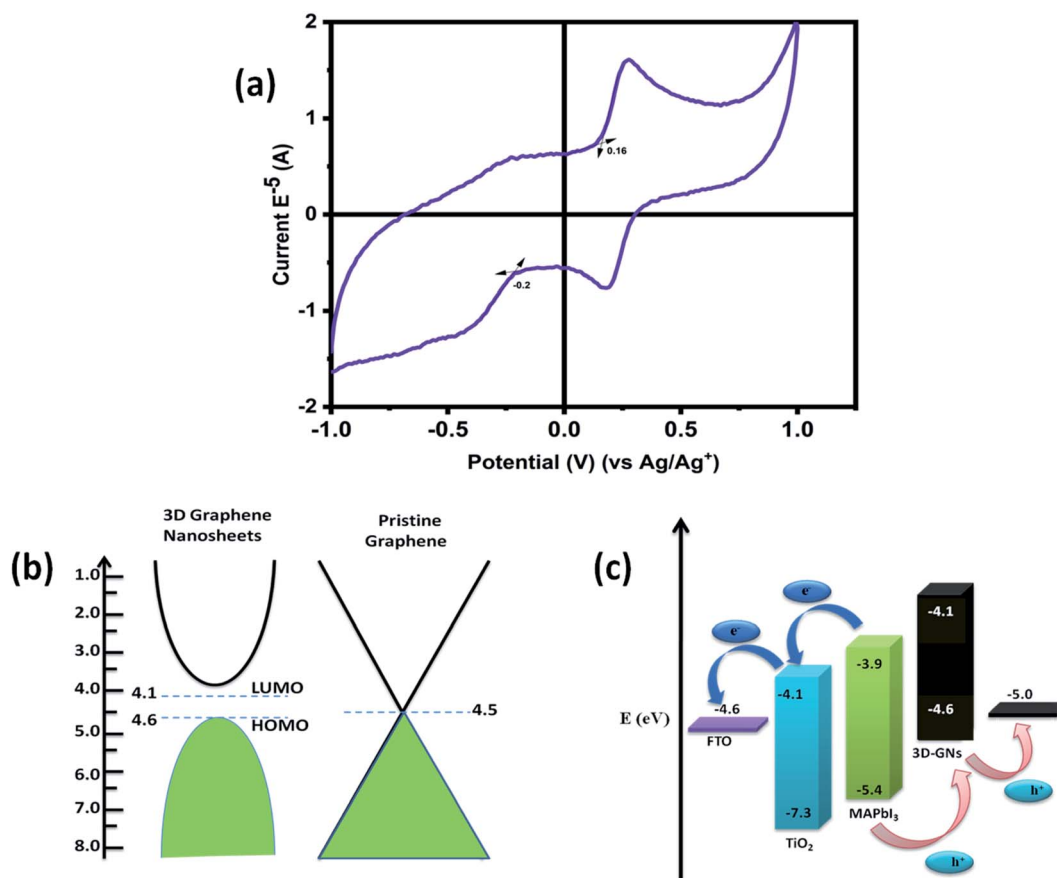 (a)
Current E⁻⁵ (A)
2
1
0
-1
-2
0.16
-0.2
-1.0 -0.5 0.0 0.5 1.0
Potential (V) (vs Ag/Ag⁺)
(b)
3D Graphene
Nanosheets
Pristine
Graphene
1.0
2.0
3.0
4.0
5.0
6.0
7.0
8.0
4.1
LUMO
4.6
HOMO
4.5
(c)
E (eV)
e⁻
e⁻
-4.6
FTO
-4.1
-7.3
TiO₂
-3.9
-5.4
MAPbI₃
-4.1
-4.6
3D-GNs
-5.0
h⁺
h⁺